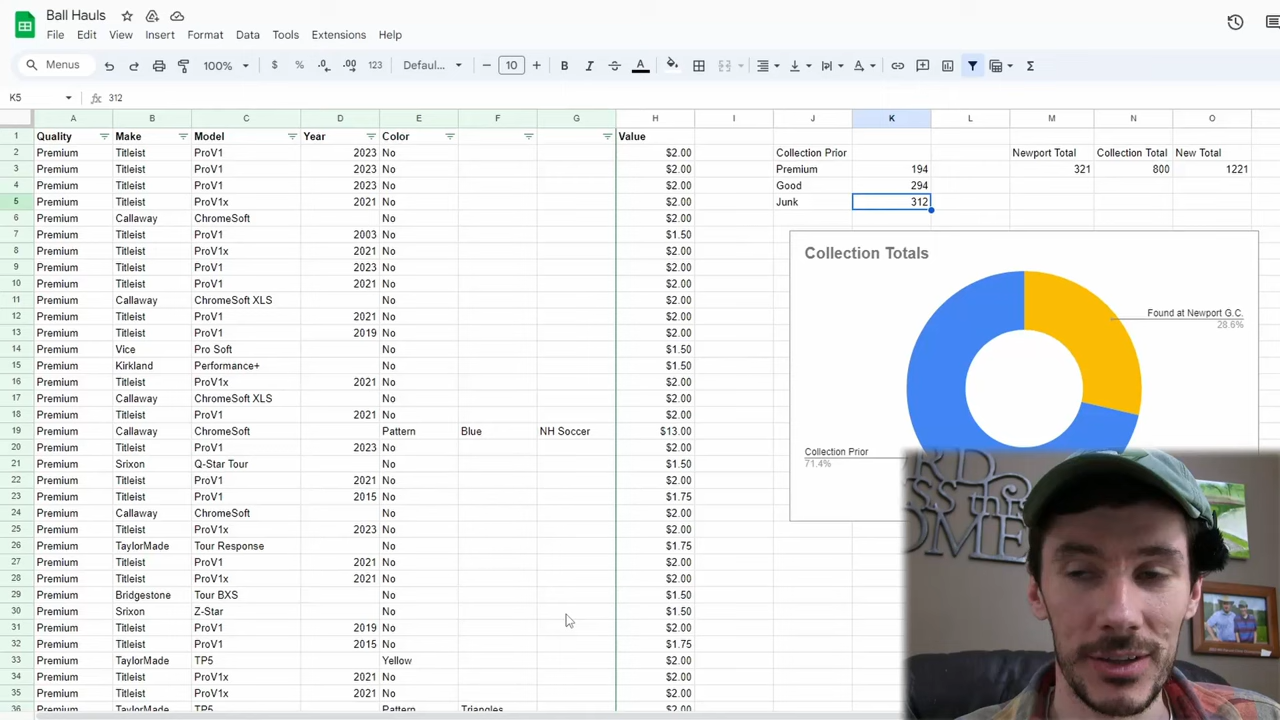 Ball Hauls
File Edit View Insert Format Data Tools Extensions Help
Menus 100% $ % .0 .00 123 Defaul... 10 B I A
K5 312
A B C D E F G H I J K L M N O
1 Quality Make Model Year Color Value
2 Premium Titleist ProV1 2023 No $2.00 Collection Prior Newport Total Collection Total New Total
3 Premium Titleist ProV1 2023 No $2.00 Premium 194 321 800 1221
4 Premium Titleist ProV1 2023 No $2.00 Good 294
5 Premium Titleist ProV1x 2021 No $2.00 Junk 312
6 Premium Callaway ChromeSoft No $2.00
7 Premium Titleist ProV1 2003 No $1.50
8 Premium Titleist ProV1x 2021 No $2.00
9 Premium Titleist ProV1 2023 No $2.00
10 Premium Titleist ProV1 2021 No $2.00
11 Premium Callaway ChromeSoft XLS No $2.00
12 Premium Titleist ProV1 2021 No $2.00
13 Premium Titleist ProV1 2019 No $2.00
14 Premium Vice Pro Soft No $1.50
15 Premium Kirkland Performance+ No $1.50
16 Premium Titleist ProV1x 2021 No $2.00
17 Premium Callaway ChromeSoft XLS No $2.00
18 Premium Titleist ProV1 2021 No $2.00
19 Premium Callaway ChromeSoft Pattern Blue NH Soccer $13.00
20 Premium Titleist ProV1 2023 No $2.00
21 Premium Srixon Q-Star Tour No $1.50
22 Premium Titleist ProV1 2021 No $2.00
23 Premium Titleist ProV1 2015 No $1.75
24 Premium Callaway ChromeSoft No $2.00
25 Premium Titleist ProV1x 2023 No $2.00
26 Premium TaylorMade Tour Response No $1.75
27 Premium Titleist ProV1 2021 No $2.00
28 Premium Titleist ProV1x 2021 No $2.00
29 Premium Bridgestone Tour BXS No $1.50
30 Premium Srixon Z-Star No $1.50
31 Premium Titleist ProV1 2019 No $2.00
32 Premium Titleist ProV1 2015 No $1.75
33 Premium TaylorMade TP5 Yellow $2.00
34 Premium Titleist ProV1x 2021 No $2.00
35 Premium Titleist ProV1x 2021 No $2.00
36 Premium TaylorMade TP5 Pattern Triangles $2.00
Collection Totals
Found at Newport G.C.
28.6%
Collection Prior
71.4%
HOME